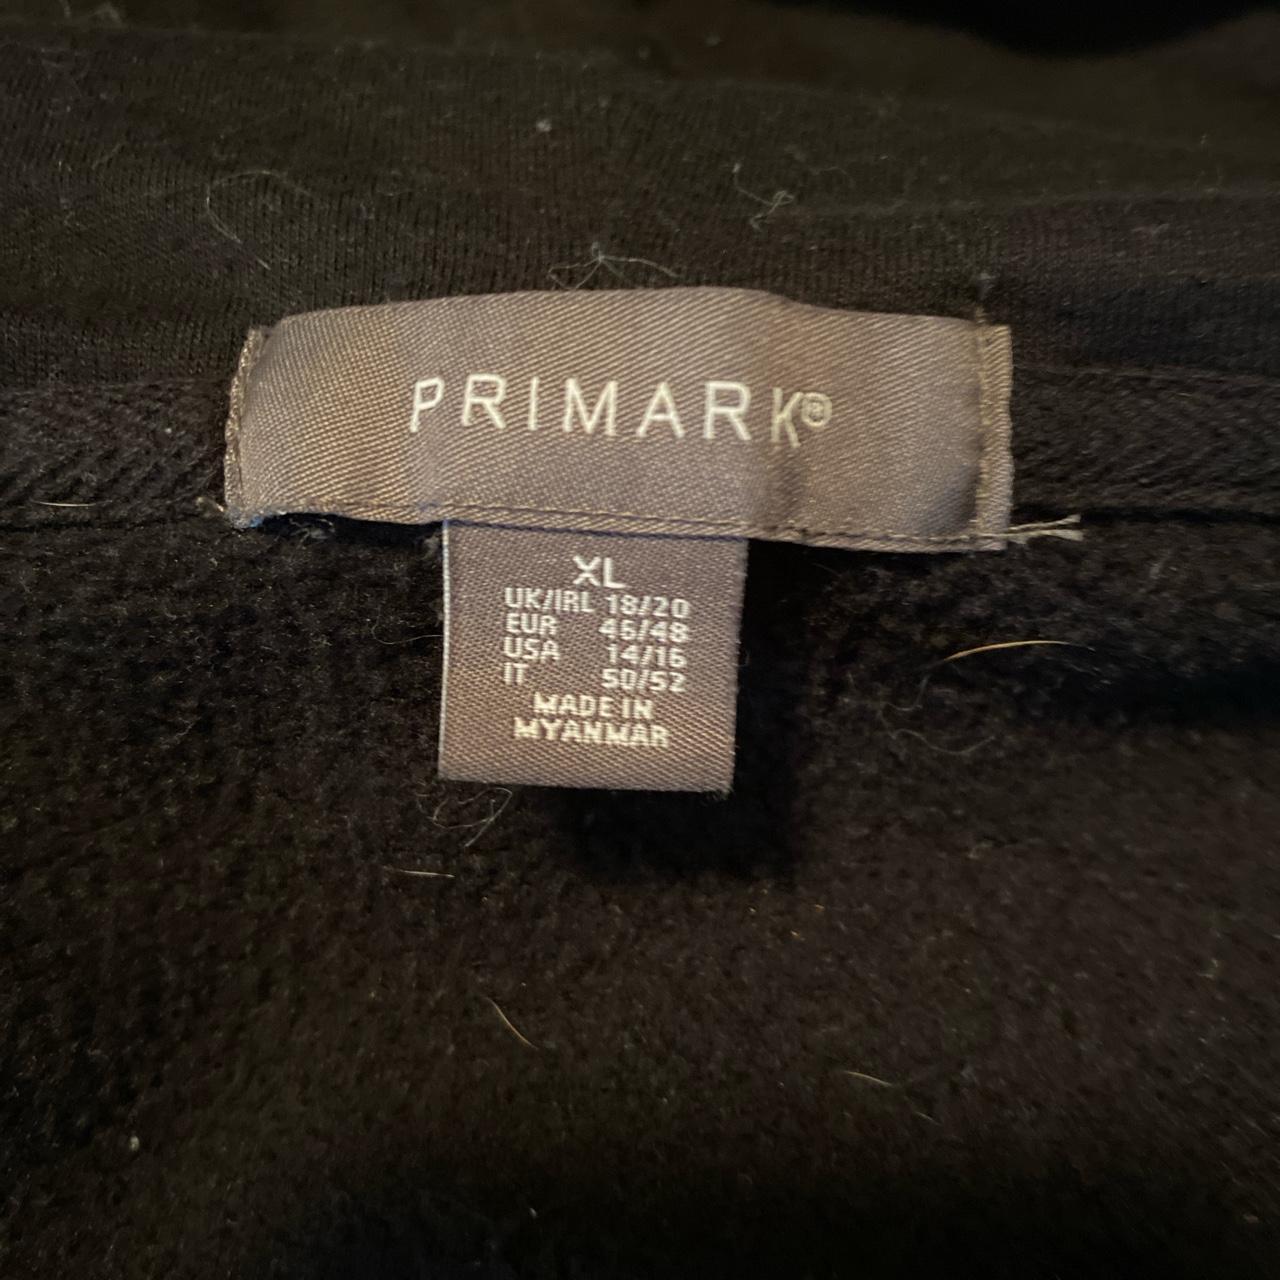 PRIMARK®
XL
UK/IRL 18/20
EUR 46/48
USA 14/16
IT 50/52
MADE IN
MYANMAR